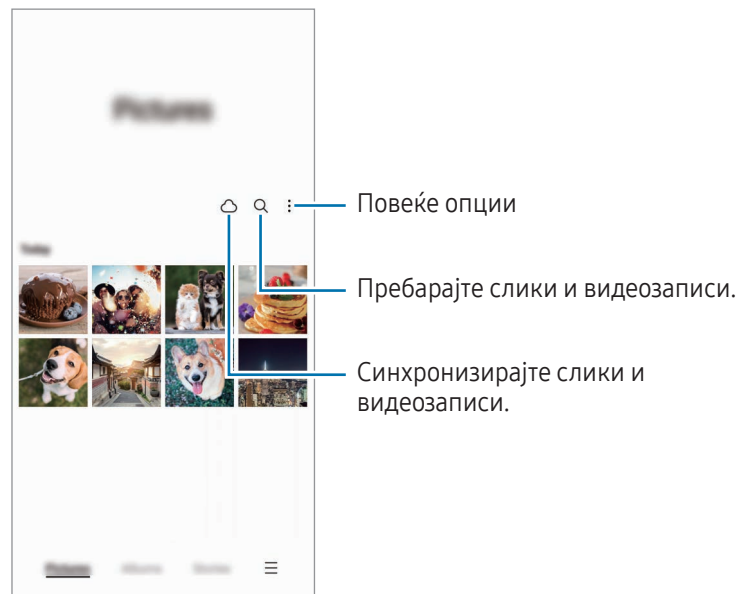 Pictures
Повеќе опции
Today
Пребарајте слики и видеозаписи.
Синхронизирајте слики и
видеозаписи.
Pictures Albums Stories